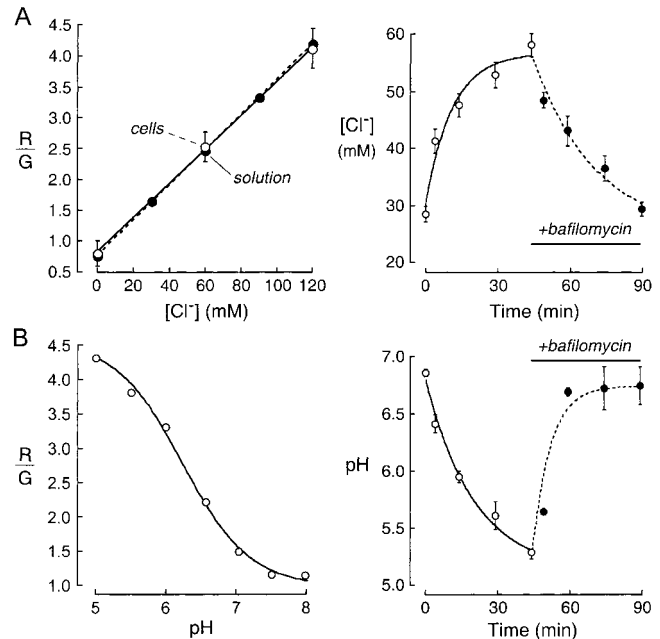 A
4.5
4.0
3.5
3.0
2.5
2.0
1.5
1.0
0.5
R
G
cells
solution
0 20 40 60 80 100 120
[Cl⁻] (mM)
60
50
40
30
20
[Cl⁻]
(mM)
+bafilomycin
0 30 60 90
Time (min)
B
4.5
4.0
3.5
3.0
2.5
2.0
1.5
1.0
R
G
5 6 7 8
pH
+bafilomycin
7.0
6.5
6.0
5.5
5.0
pH
0 30 60 90
Time (min)